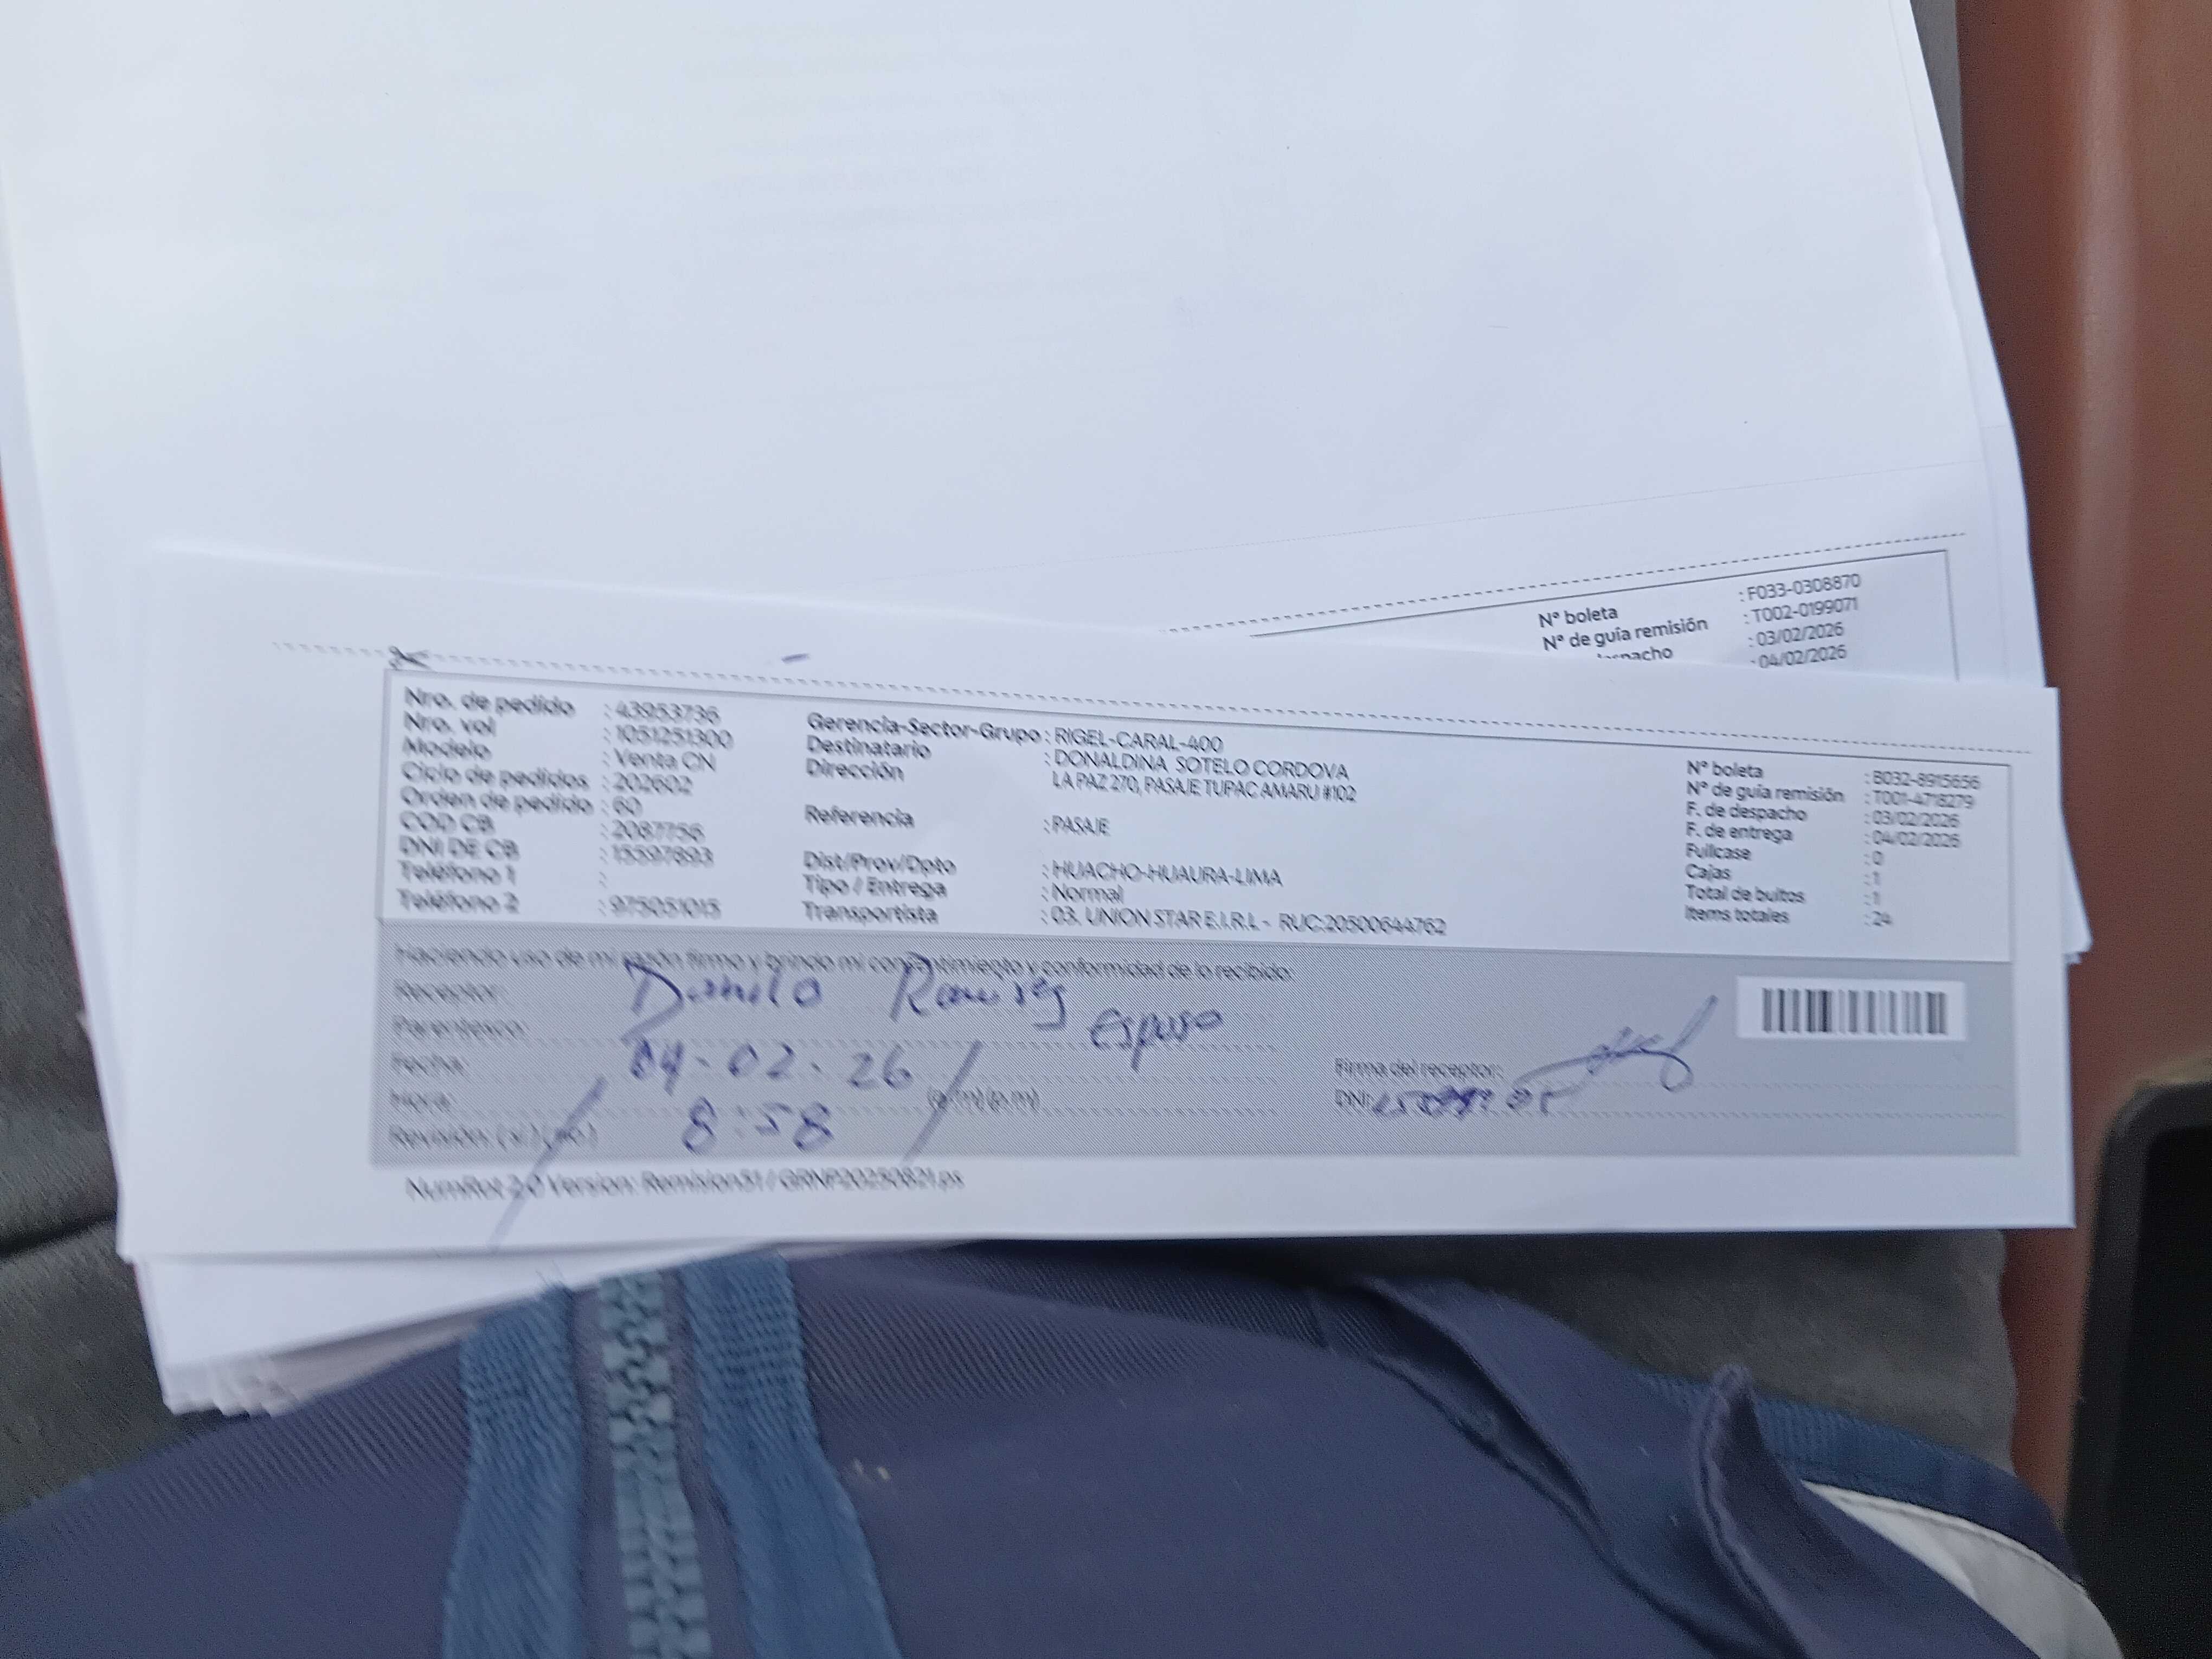 Nº boleta : F033-0308870
Nº de guía remisión : T002-0199071
despacho : 03/02/2026
: 04/02/2026
Nro. de pedido : 43953736
Nro. vol : 1051251300
Modelo : Venta CN
Ciclo de pedidos : 202602
Orden de pedido : 60
COD CB : 2087756
DNI DE CB : 15597893
Teléfono 1 :
Teléfono 2 : 975051015
Gerencia-Sector-Grupo : RIGEL-CARAL-400
Destinatario : DONALDINA SOTELO CORDOVA
Dirección LA PAZ 270, PASAJE TUPAC AMARU #102
Referencia : PASAJE
Dist/Prov/Dpto : HUACHO-HUAURA-LIMA
Tipo / Entrega : Normal
Transportista : 03. UNION STAR E.I.R.L - RUC:20500644762
Nº boleta : B032-8915656
Nº de guía remisión : T001-4718279
F. de despacho : 03/02/2026
F. de entrega : 04/02/2026
Fullcase : 0
Cajas : 1
Total de bultos : 1
Items totales : 24
Haciendo uso de mi razón firmo y brindo mi consentimiento y conformidad de lo recibido:
Receptor: Danilo Ramirez
Parentesco: Esposo
Fecha: 04-02-26
Hora: 8:58 (a.m) (p.m)
Revisión: ( si ) ( no )
Firma del receptor:
DNI:
NumRot 2.0 Version: Remision31 / GRNP20250821.ps